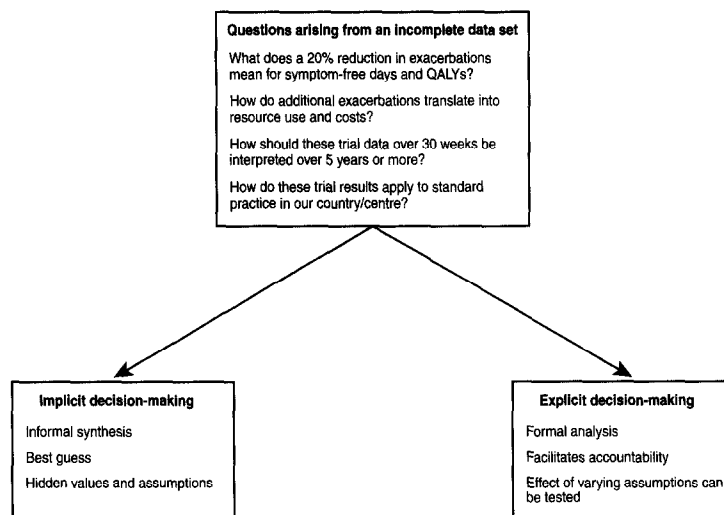 Questions arising from an incomplete data set
What does a 20% reduction in exacerbations
mean for symptom-free days and QALYs?
How do additional exacerbations translate into
resource use and costs?
How should these trial data over 30 weeks be
interpreted over 5 years or more?
How do these trial results apply to standard
practice in our country/centre?
Implicit decision-making
Informal synthesis
Best guess
Hidden values and assumptions
Explicit decision-making
Formal analysis
Facilitates accountability
Effect of varying assumptions can
be tested